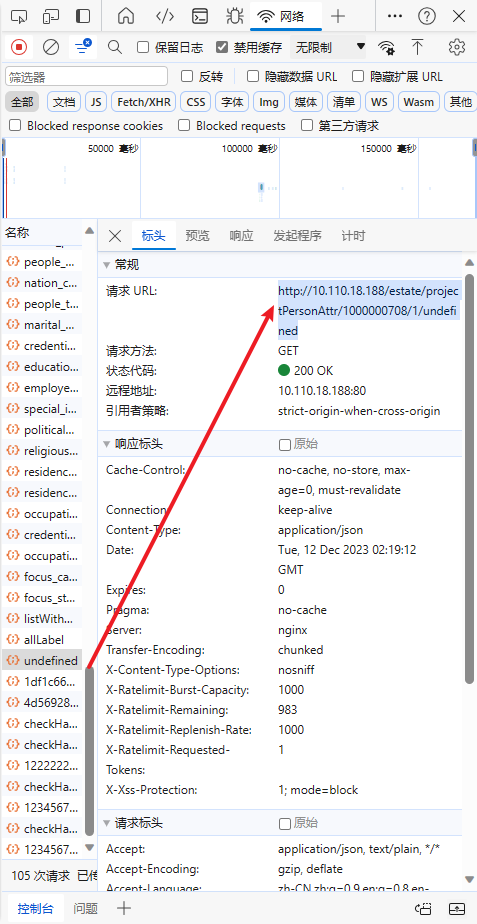 网络
保留日志 禁用缓存 无限制
筛选器 反转 隐藏数据 URL 隐藏扩展 URL
全部 文档 JS Fetch/XHR CSS 字体 Img 媒体 清单 WS Wasm 其他
Blocked response cookies Blocked requests 第三方请求
50000 毫秒 100000 毫秒 150000 毫秒
名称
people_...
nation_c...
people_t...
marital_...
credenti...
educatio...
employe...
special_i...
political...
religious...
residenc...
residenc...
occupati...
credenti...
occupati...
focus_ca...
focus_st...
listWith...
allLabel
undefined
1df1c66...
4d56928...
checkHa...
checkHa...
1222222...
checkHa...
1234567...
checkHa...
1234567...
105 次请求 已传
标头 预览 响应 发起程序 计时
常规
请求 URL: http://10.110.18.188/estate/projec
tPersonAttr/1000000708/1/undefi
ned
请求方法: GET
状态代码: 200 OK
远程地址: 10.110.18.188:80
引用者策略: strict-origin-when-cross-origin
响应标头 原始
Cache-Control: no-cache, no-store, max-
age=0, must-revalidate
Connection: keep-alive
Content-Type: application/json
Date: Tue, 12 Dec 2023 02:19:12
GMT
Expires: 0
Pragma: no-cache
Server: nginx
Transfer-Encoding: chunked
X-Content-Type-Options: nosniff
X-Ratelimit-Burst-Capacity: 1000
X-Ratelimit-Remaining: 983
X-Ratelimit-Replenish-Rate: 1000
X-Ratelimit-Requested- 1
Tokens:
X-Xss-Protection: 1; mode=block
请求标头 原始
Accept: application/json, text/plain, */*
Accept-Encoding: gzip, deflate
Accept-Language: zh-CN,zh;q=0.9,en;q=0.8,en-
控制台 问题